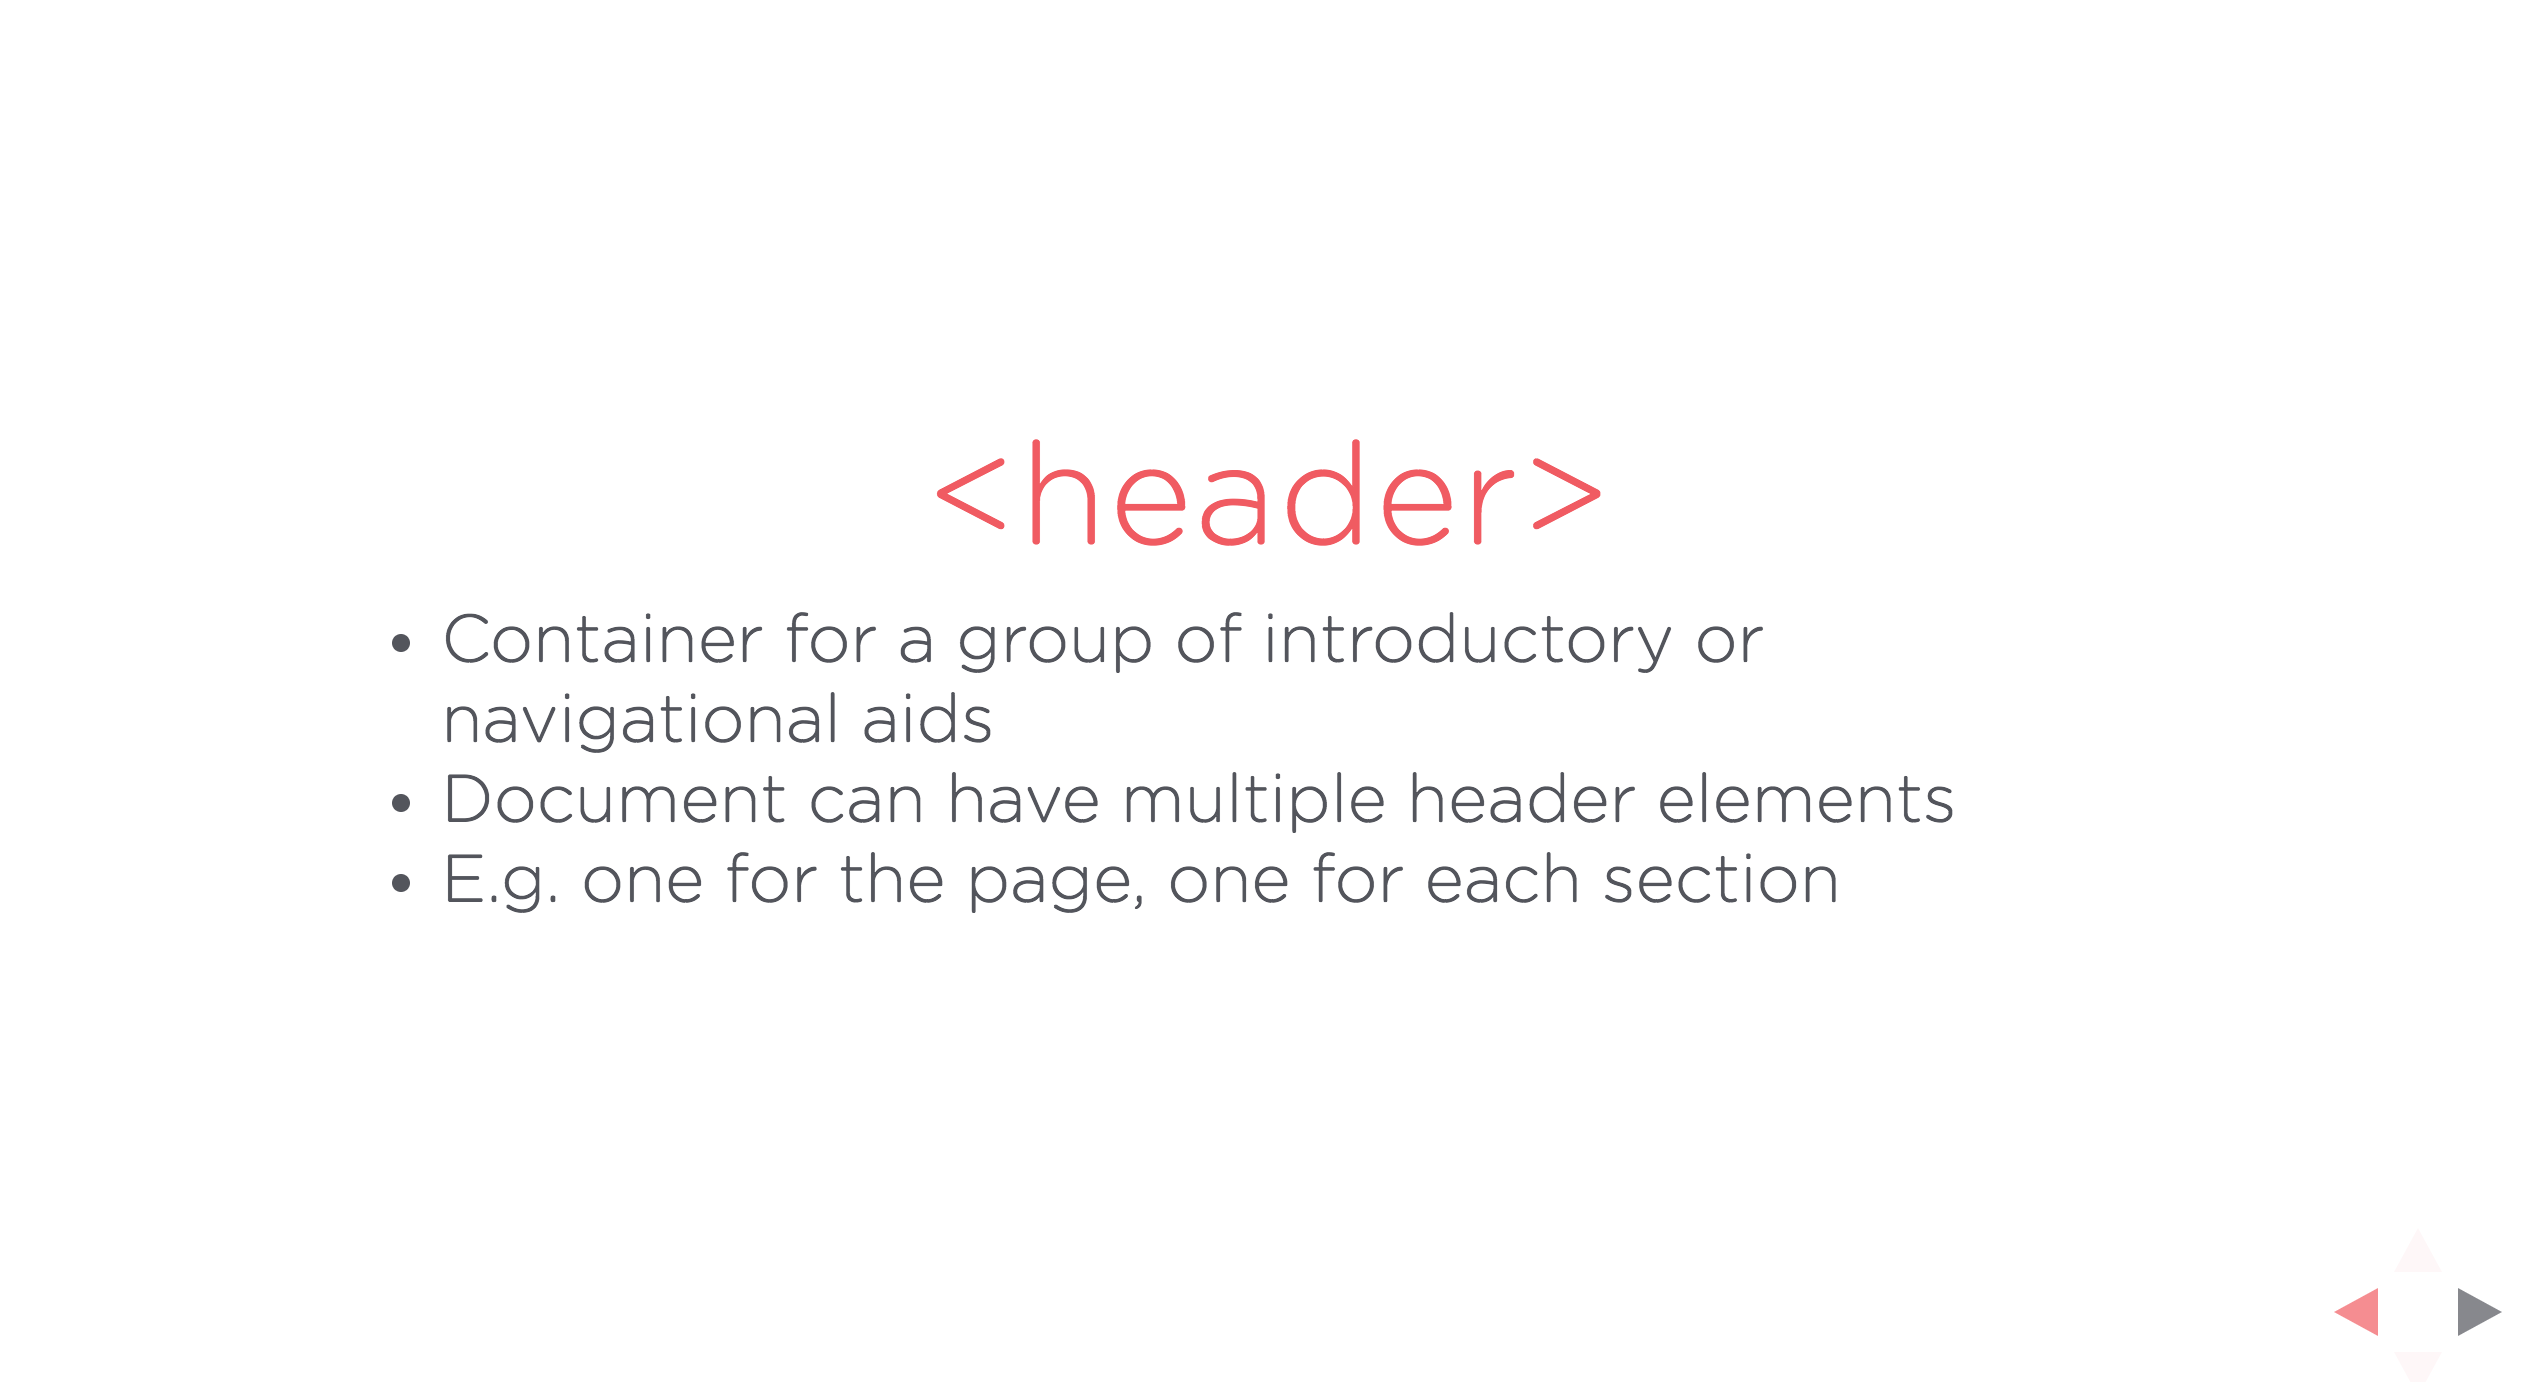 <header>
• Container for a group of introductory or
navigational aids
• Document can have multiple header elements
• E.g. one for the page, one for each section